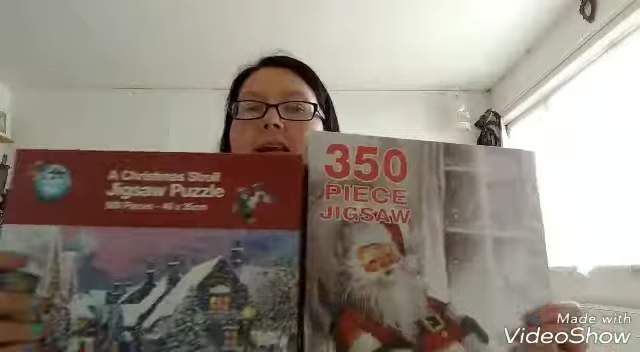 A Christmas Stroll
Jigsaw Puzzle
350
PIECE
JIGSAW
Made with
VideoShow